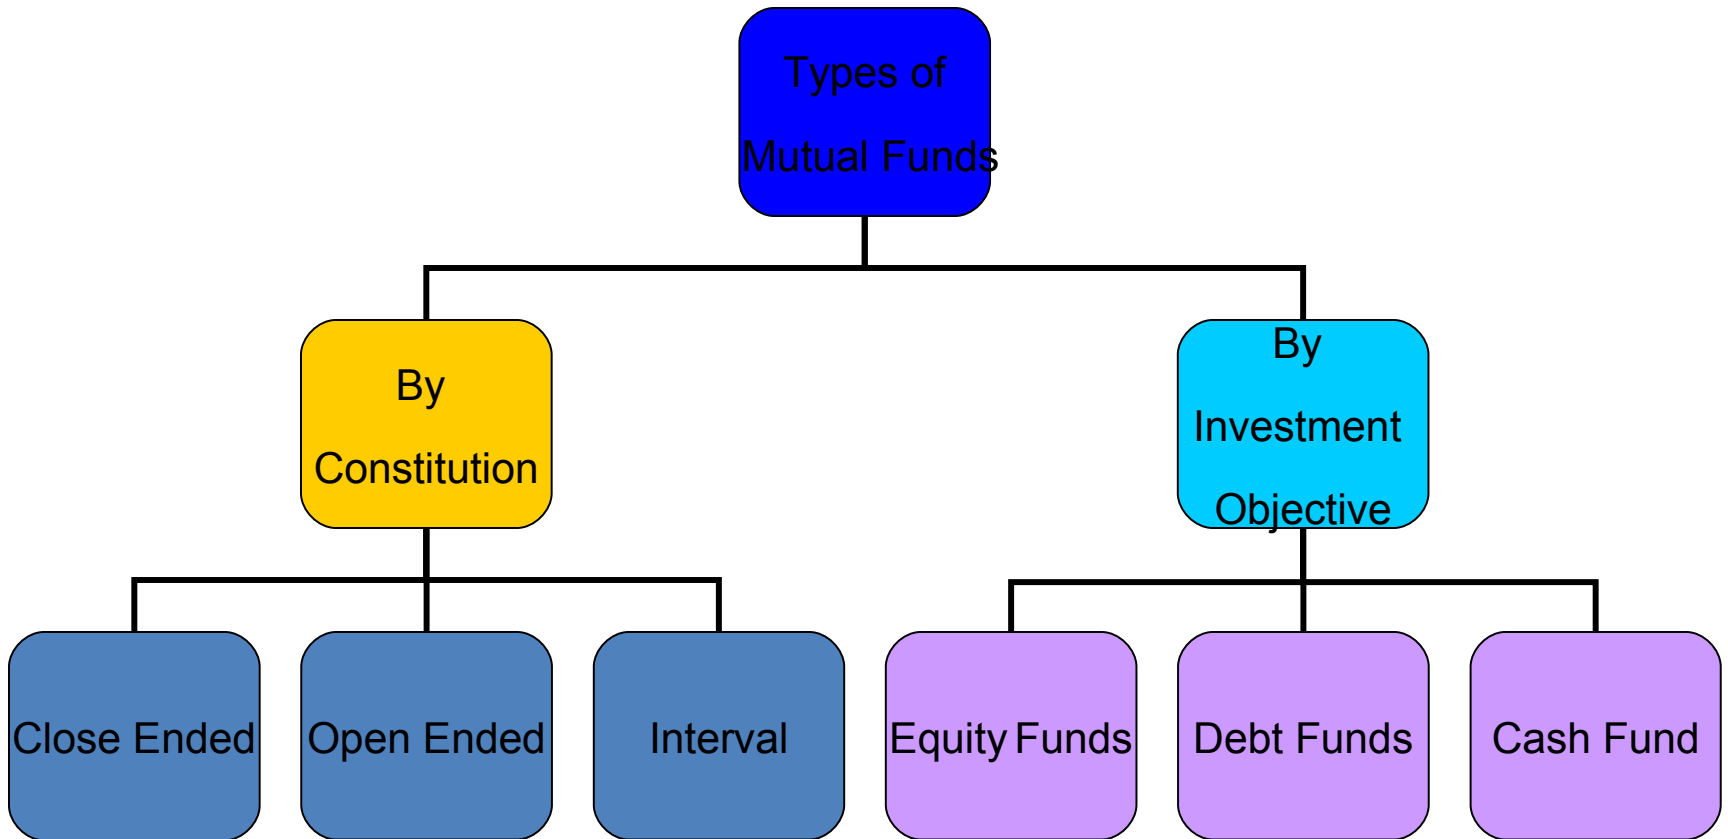 Types of
Mutual Funds
By
Constitution
By
Investment
Objective
Close Ended
Open Ended
Interval
Equity Funds
Debt Funds
Cash Fund